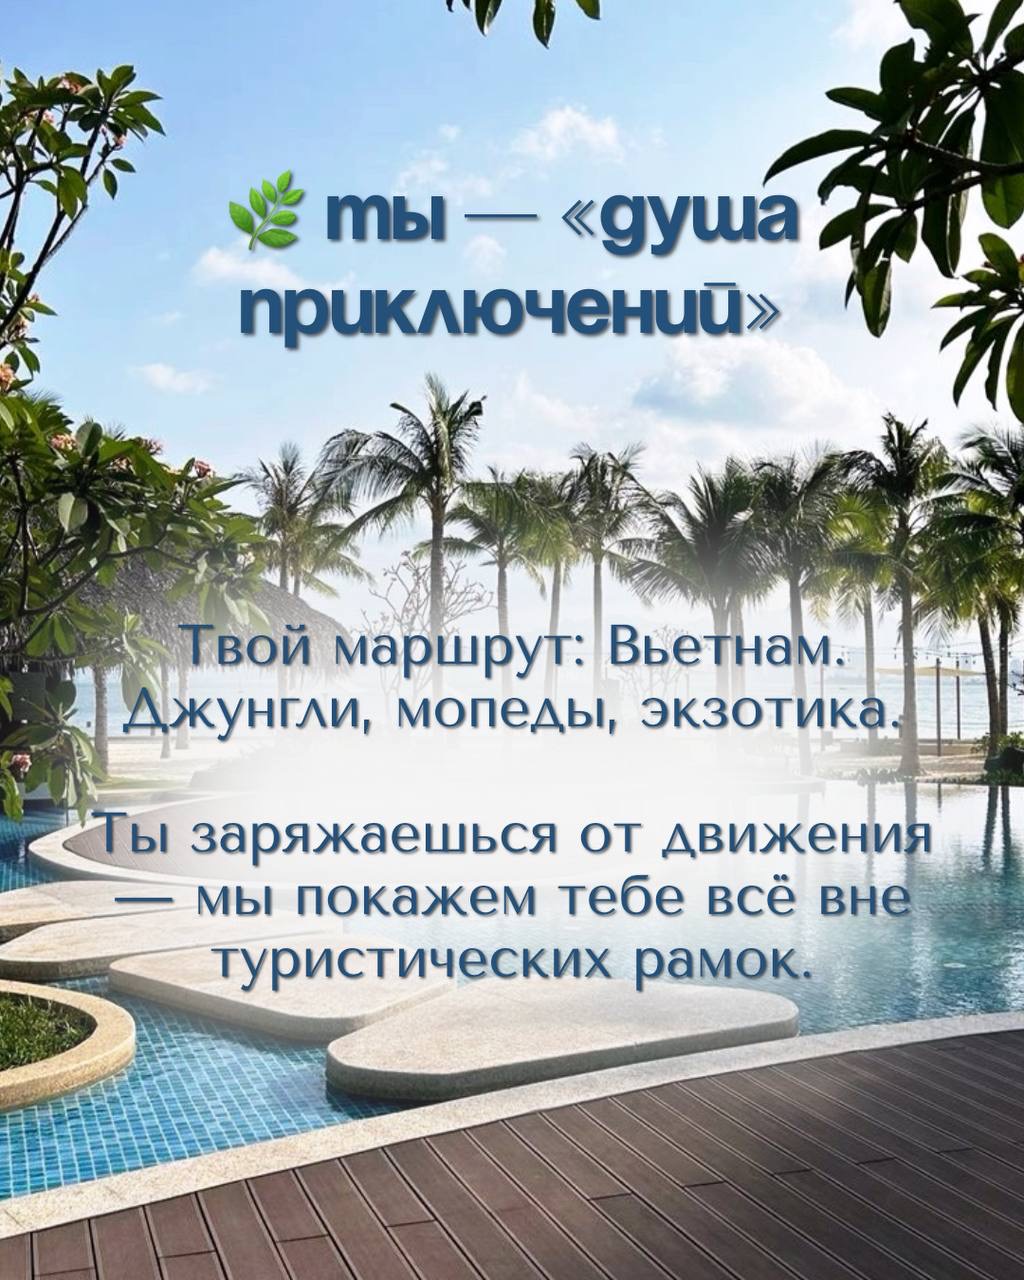 🌿 ты — «душа
приключений»
Твой маршрут: Вьетнам.
Джунгли, мопеды, экзотика.
Ты заряжаешься от движения
— мы покажем тебе всё вне
туристических рамок.